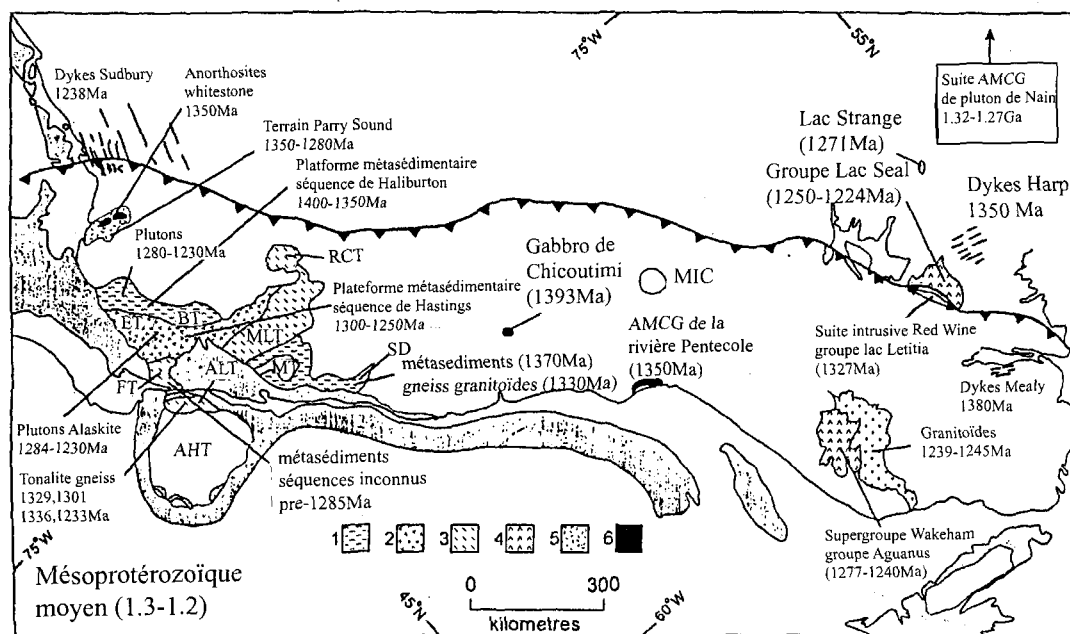 75°W
55°N
Dykes Sudbury
1238Ma
Anorthosites
whitestone
1350Ma
Terrain Parry Sound
1350-1280Ma
Platforme métasédimentaire
séquence de Haliburton
1400-1350Ma
Plutons
1280-1230Ma
RCT
Plateforme métasédimentaire
séquence de Hastings
1300-1250Ma
Gabbro de
Chicoutimi
(1393Ma)
MIC
Suite AMCG
de pluton de Nain
1.32-1.27Ga
Lac Strange
(1271Ma)
Groupe Lac Seal
(1250-1224Ma)
Dykes Harp
1350 Ma
ET
BT
MLT
MT
ALT
FT
AHT
SD
métasediments (1370Ma)
gneiss granitoïdes (1330Ma)
AMCG de la
rivière Pentecole
(1350Ma)
Suite intrusive Red Wine
groupe lac Letitia
(1327Ma)
Dykes Mealy
1380Ma
Granitoïdes
1239-1245Ma
Plutons Alaskite
1284-1230Ma
Tonalite gneiss
1329,1301
1336,1233Ma
métasédiments
séquences inconnus
pre-1285Ma
Supergroupe Wakeham
groupe Aguanus
(1277-1240Ma)
1 2 3 4 5 6
0 300
kilometres
75°W
45°N
60°W
Mésoprotérozoïque
moyen (1.3-1.2)